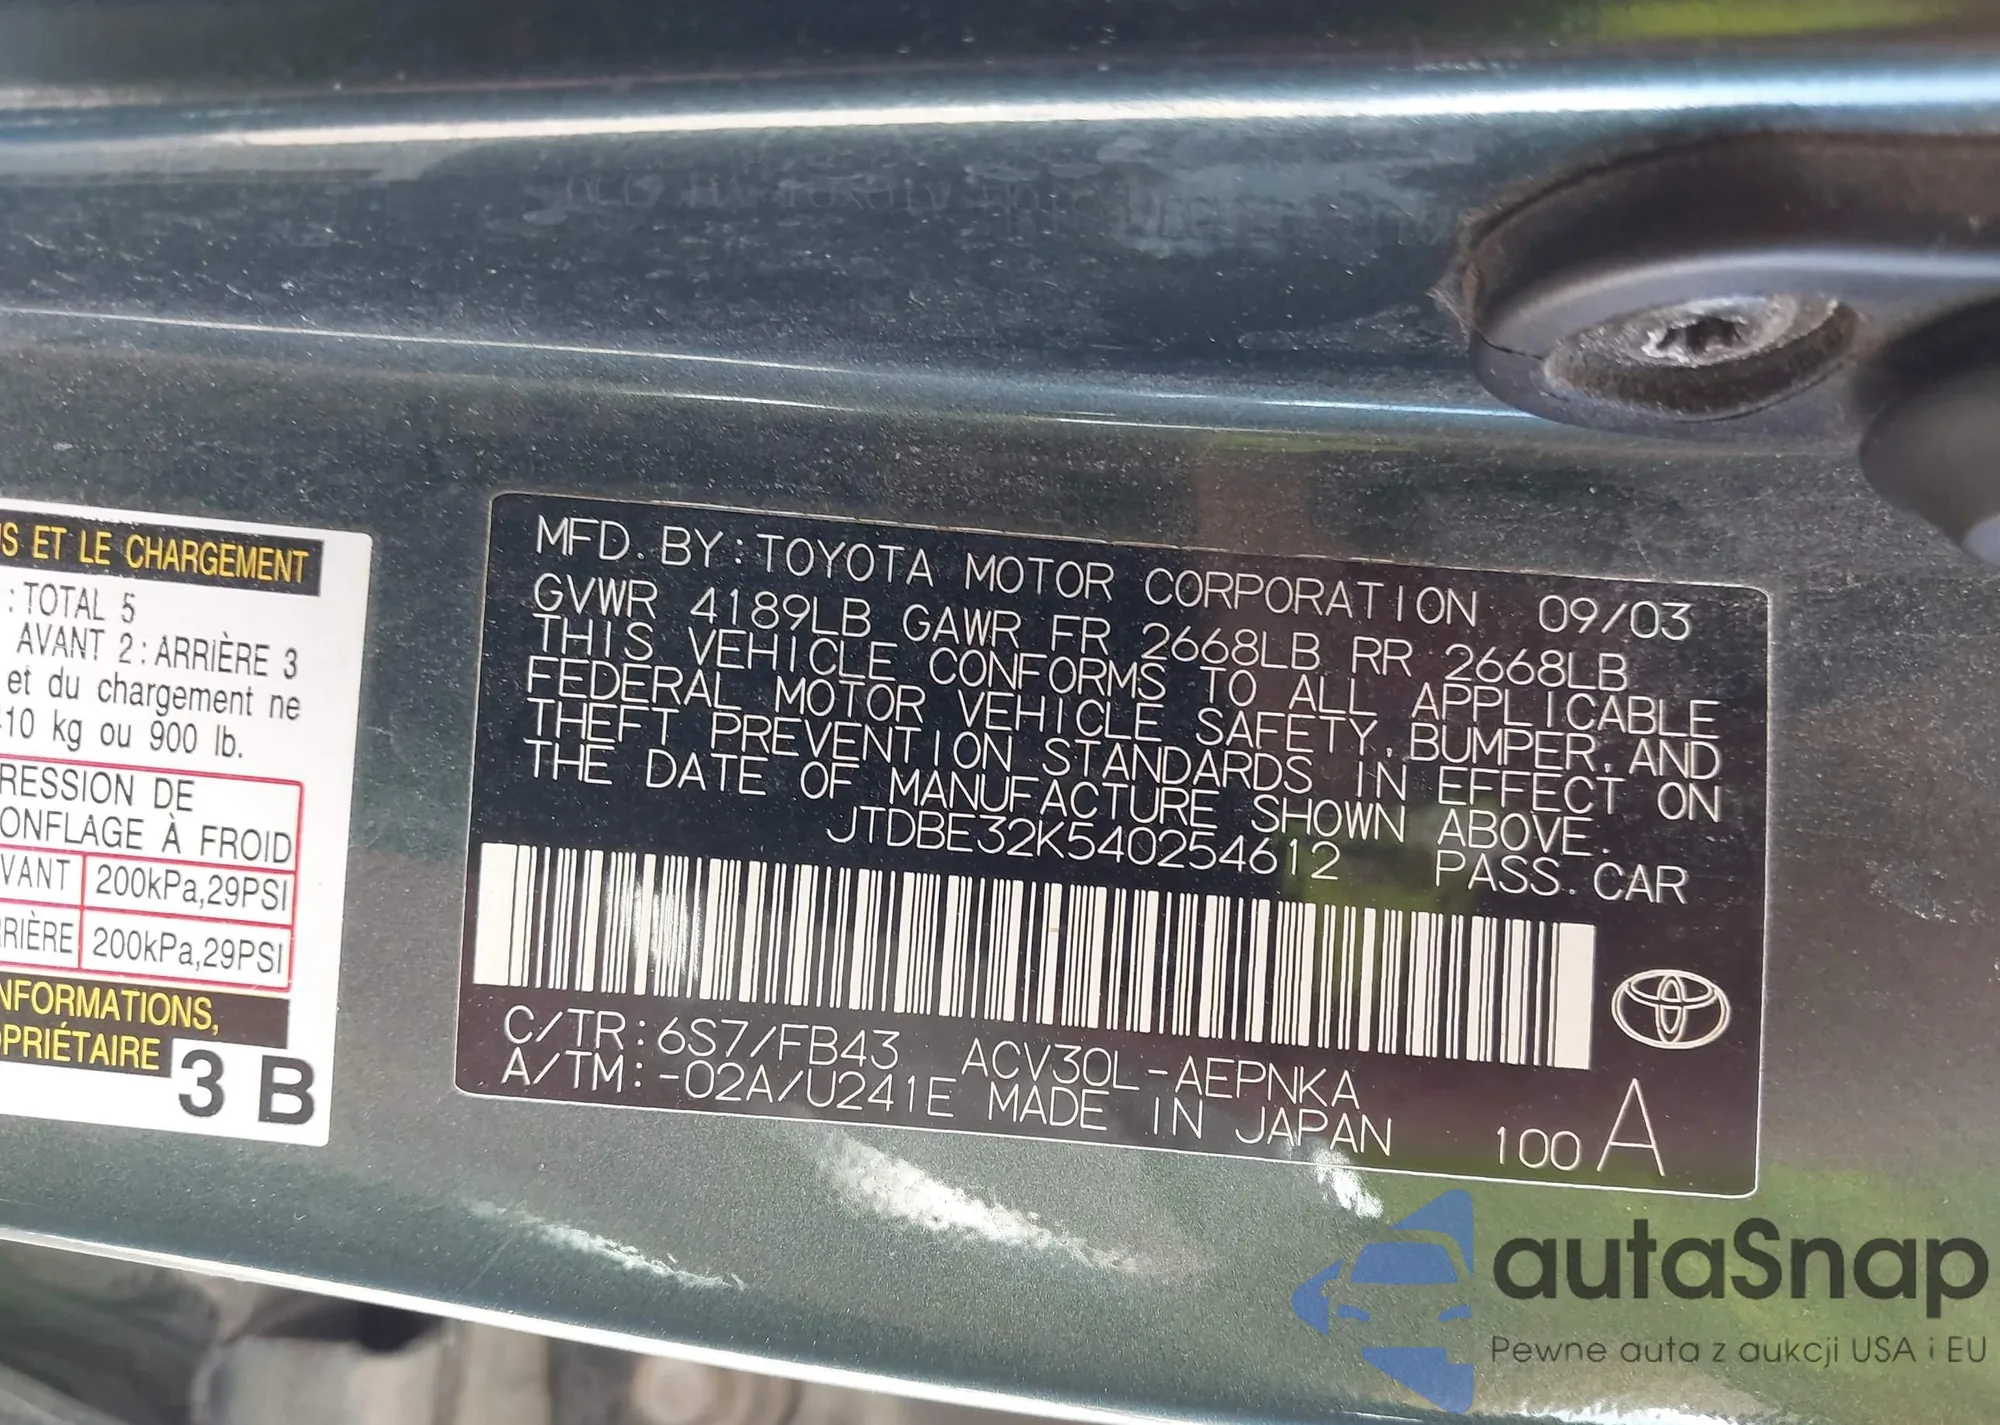 US ET LE CHARGEMENT
: TOTAL 5
AVANT 2 : ARRIÈRE 3
et du chargement ne
10 kg ou 900 lb.
RESSION DE
ONFLAGE À FROID
VANT 200kPa,29PSI
RIÈRE 200kPa,29PSI
NFORMATIONS,
PRIÉTAIRE
3 B
MFD. BY : TOYOTA MOTOR CORPORATION 09/03
GVWR 4189LB GAWR FR 2668LB RR 2668LB
THIS VEHICLE CONFORMS TO ALL APPLICABLE
FEDERAL MOTOR VEHICLE SAFETY, BUMPER, AND
THEFT PREVENTION STANDARDS IN EFFECT ON
THE DATE OF MANUFACTURE SHOWN ABOVE.
JTDBE32K540254612 PASS. CAR
C/TR: 6S7/FB43 ACV30L-AEPNKA
A/TM: -02A/U241E MADE IN JAPAN 100 A
autaSnap
Pewne auta z aukcji USA i EU